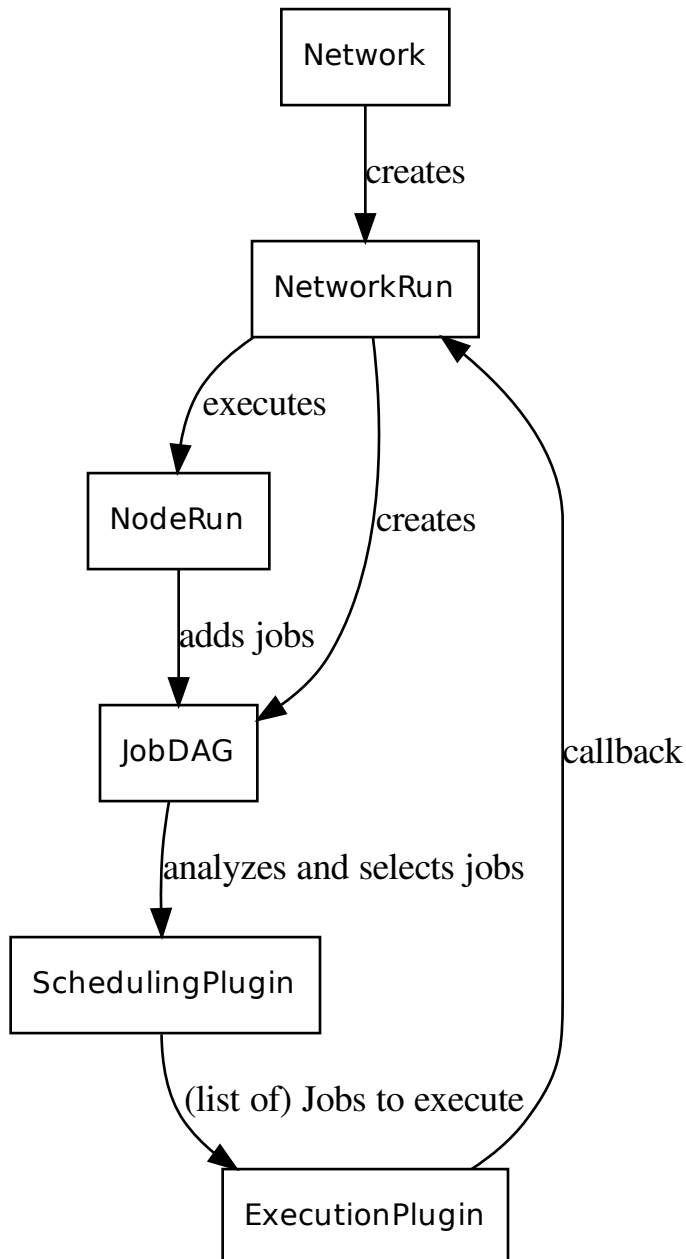 Network
creates
NetworkRun
executes
NodeRun
creates
adds jobs
JobDAG
callback
analyzes and selects jobs
SchedulingPlugin
(list of) Jobs to execute
ExecutionPlugin